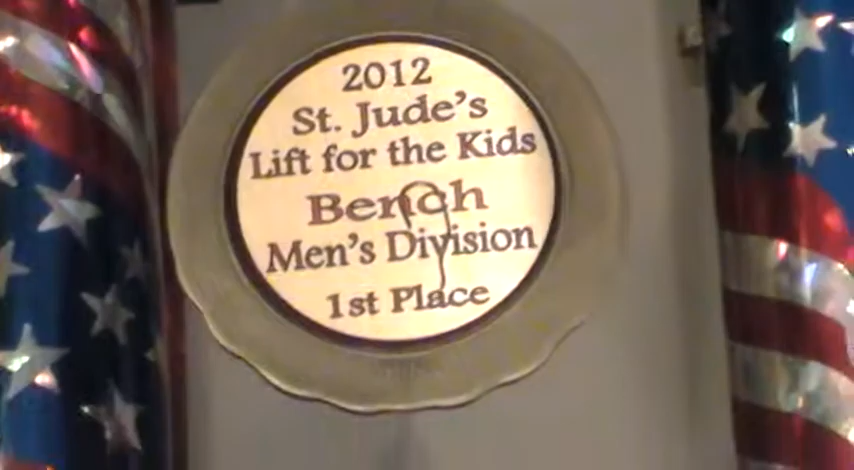 2012
St. Jude's
Lift for the Kids
Bench
Men's Division
1st Place